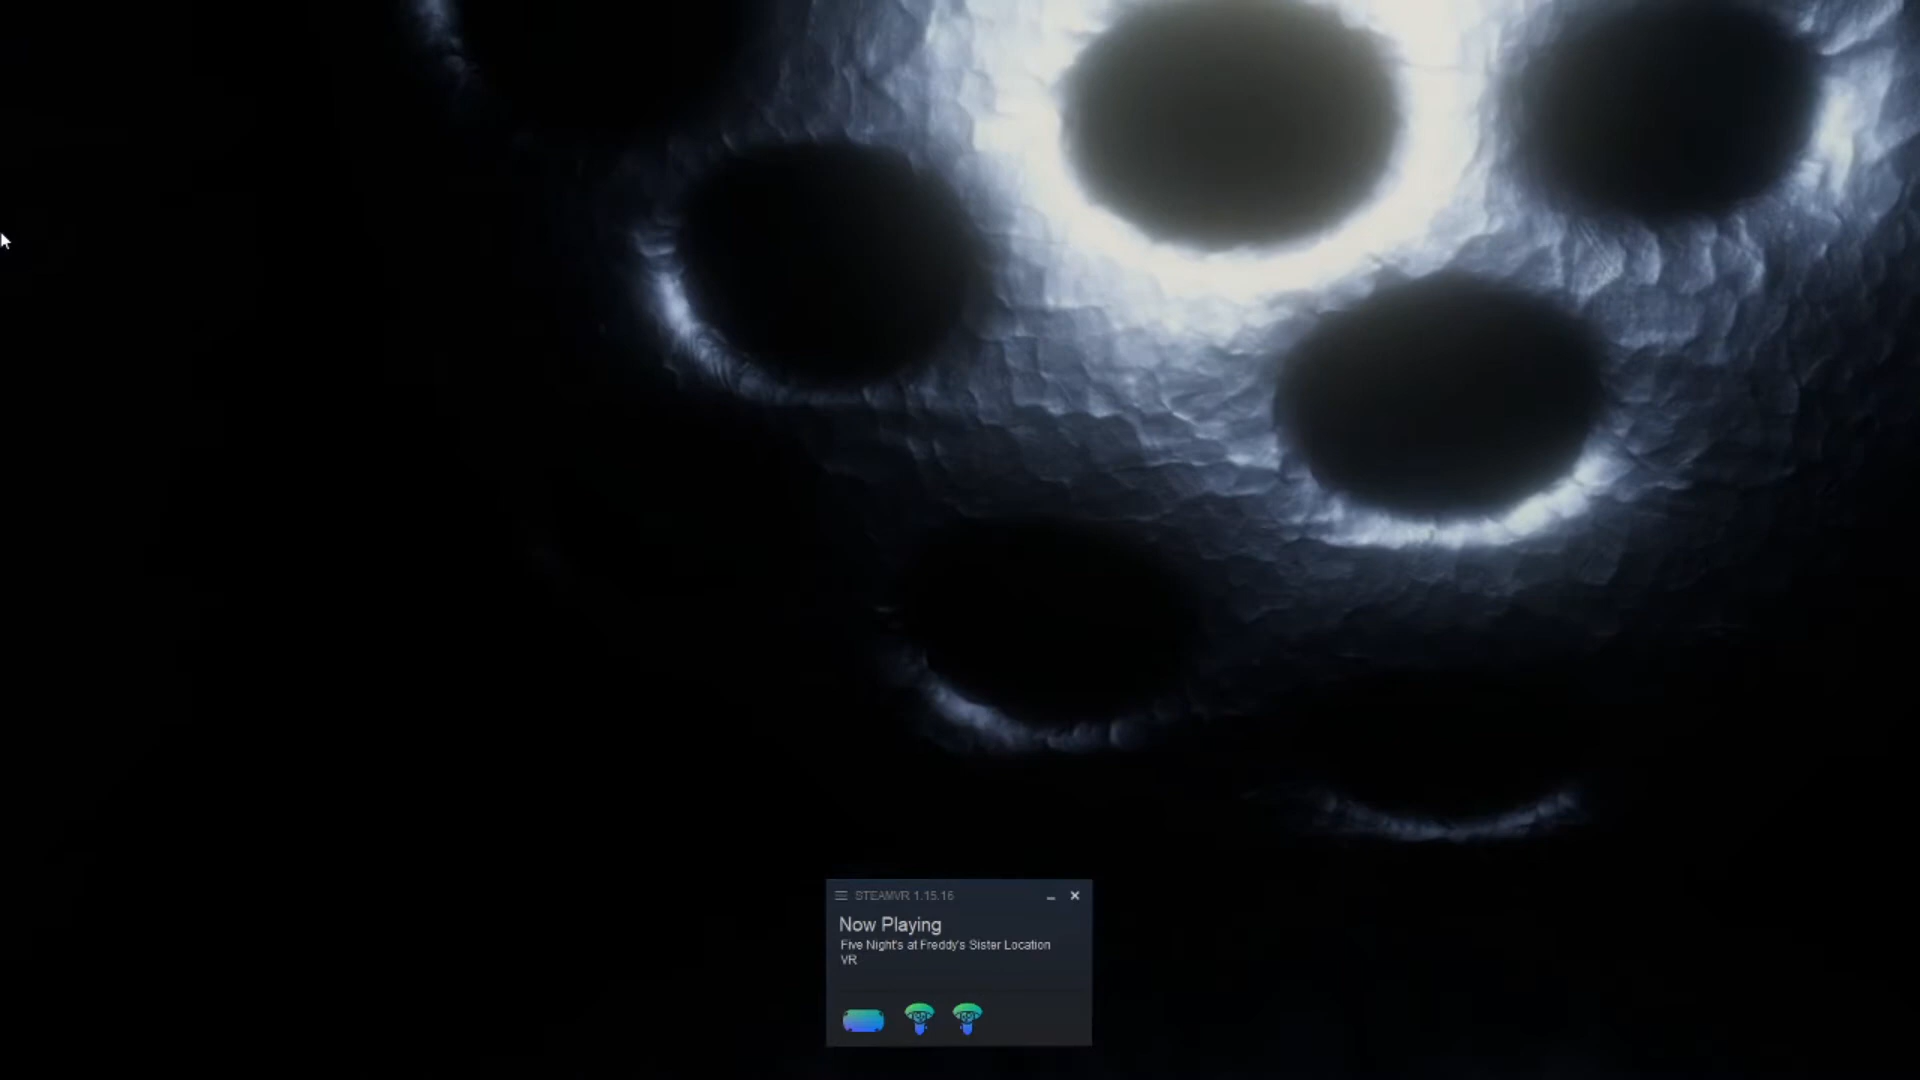 STEAMVR 1.15.16
Now Playing
Five Night's at Freddy's Sister Location
VR